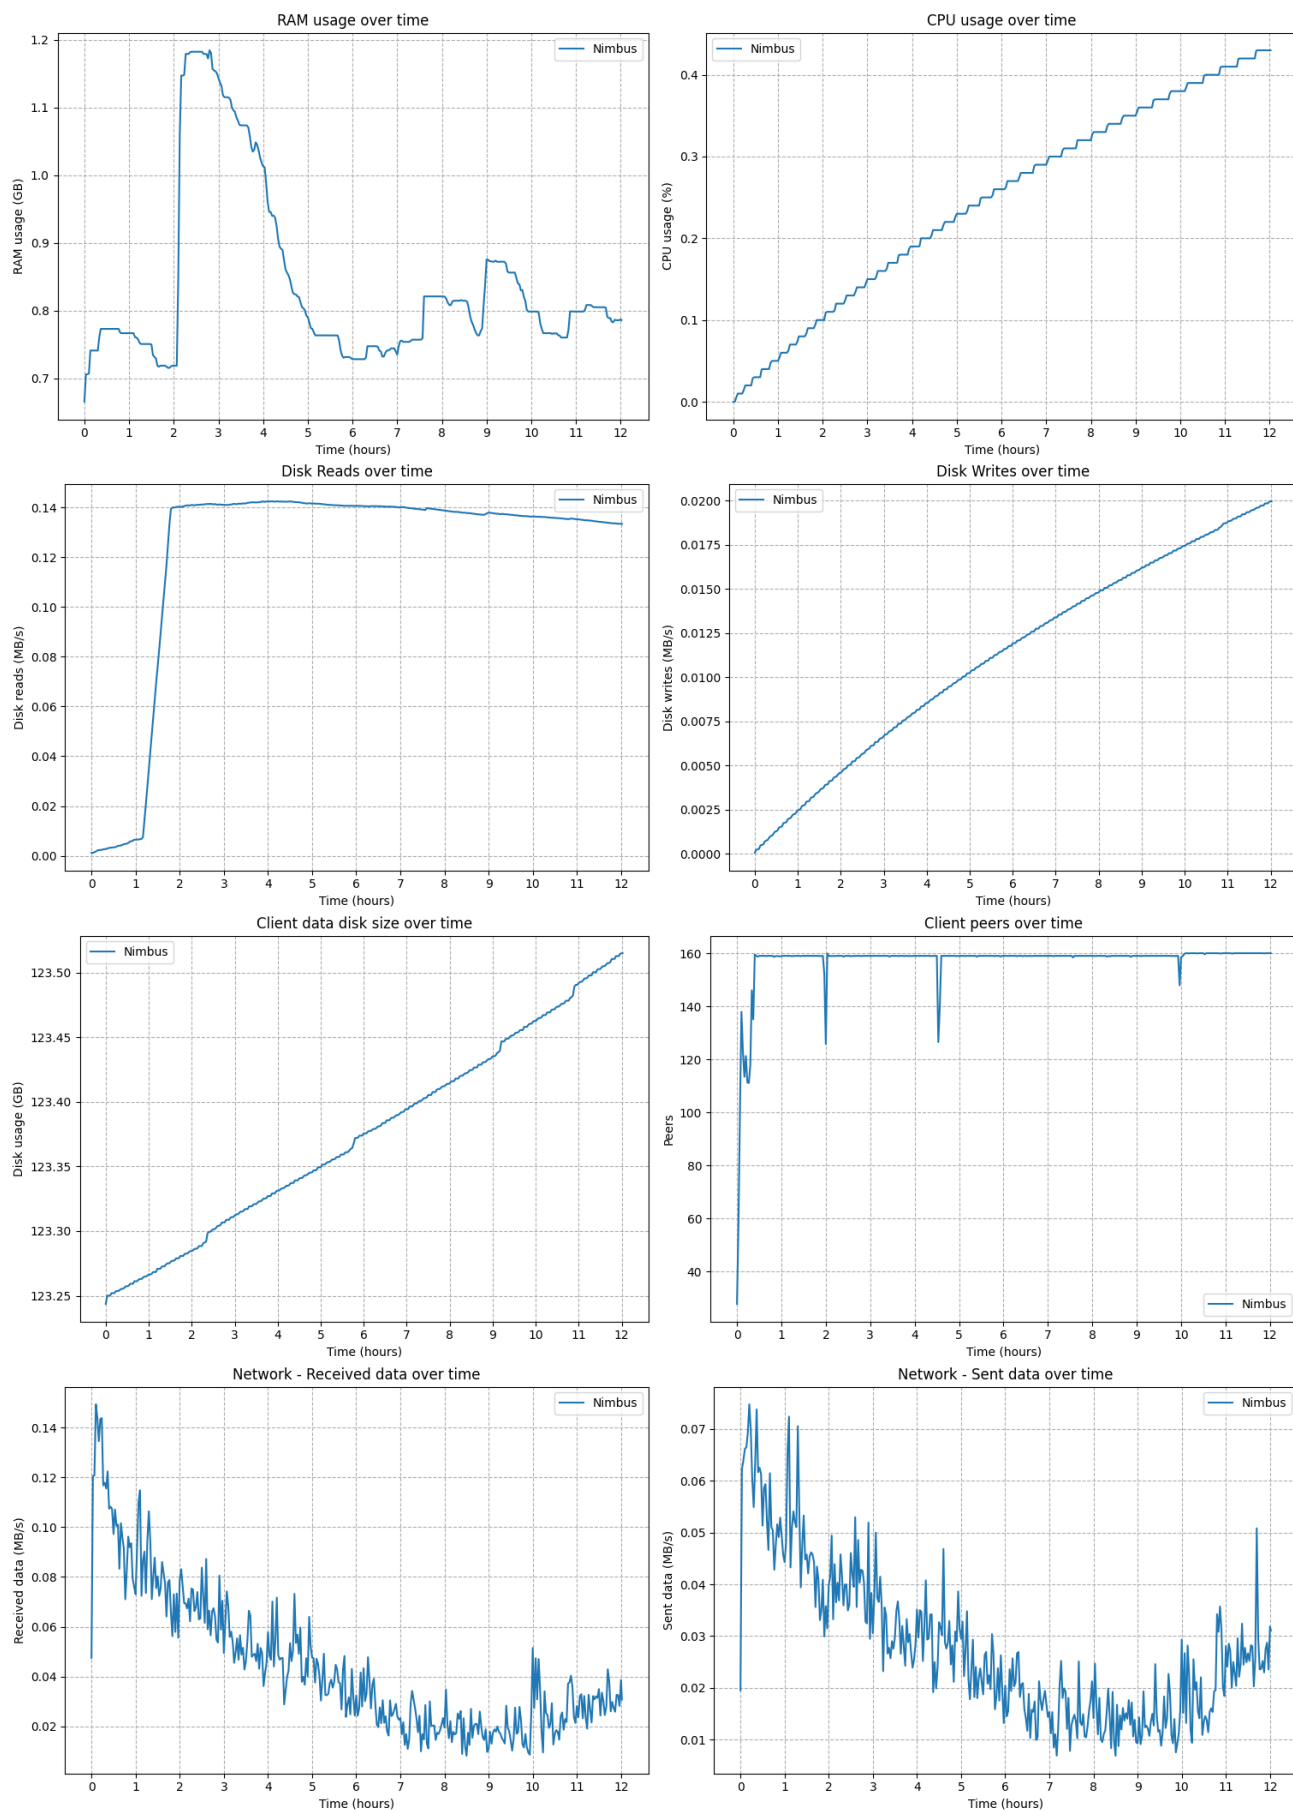 RAM usage over time
RAM usage (GB)
1.2
1.1
1.0
0.9
0.8
0.7
Nimbus
0 1 2 3 4 5 6 7 8 9 10 11 12
Time (hours)
CPU usage over time
CPU usage (%)
0.4
0.3
0.2
0.1
0.0
Nimbus
0 1 2 3 4 5 6 7 8 9 10 11 12
Time (hours)
Disk Reads over time
Disk reads (MB/s)
0.14
0.12
0.10
0.08
0.06
0.04
0.02
0.00
Nimbus
0 1 2 3 4 5 6 7 8 9 10 11 12
Time (hours)
Disk Writes over time
Disk writes (MB/s)
0.0200
0.0175
0.0150
0.0125
0.0100
0.0075
0.0050
0.0025
0.0000
Nimbus
0 1 2 3 4 5 6 7 8 9 10 11 12
Time (hours)
Client data disk size over time
Disk usage (GB)
123.50
123.45
123.40
123.35
123.30
123.25
Nimbus
0 1 2 3 4 5 6 7 8 9 10 11 12
Time (hours)
Client peers over time
Peers
160
140
120
100
80
60
40
Nimbus
0 1 2 3 4 5 6 7 8 9 10 11 12
Time (hours)
Network - Received data over time
Received data (MB/s)
0.14
0.12
0.10
0.08
0.06
0.04
0.02
Nimbus
0 1 2 3 4 5 6 7 8 9 10 11 12
Time (hours)
Network - Sent data over time
Sent data (MB/s)
0.07
0.06
0.05
0.04
0.03
0.02
0.01
Nimbus
0 1 2 3 4 5 6 7 8 9 10 11 12
Time (hours)